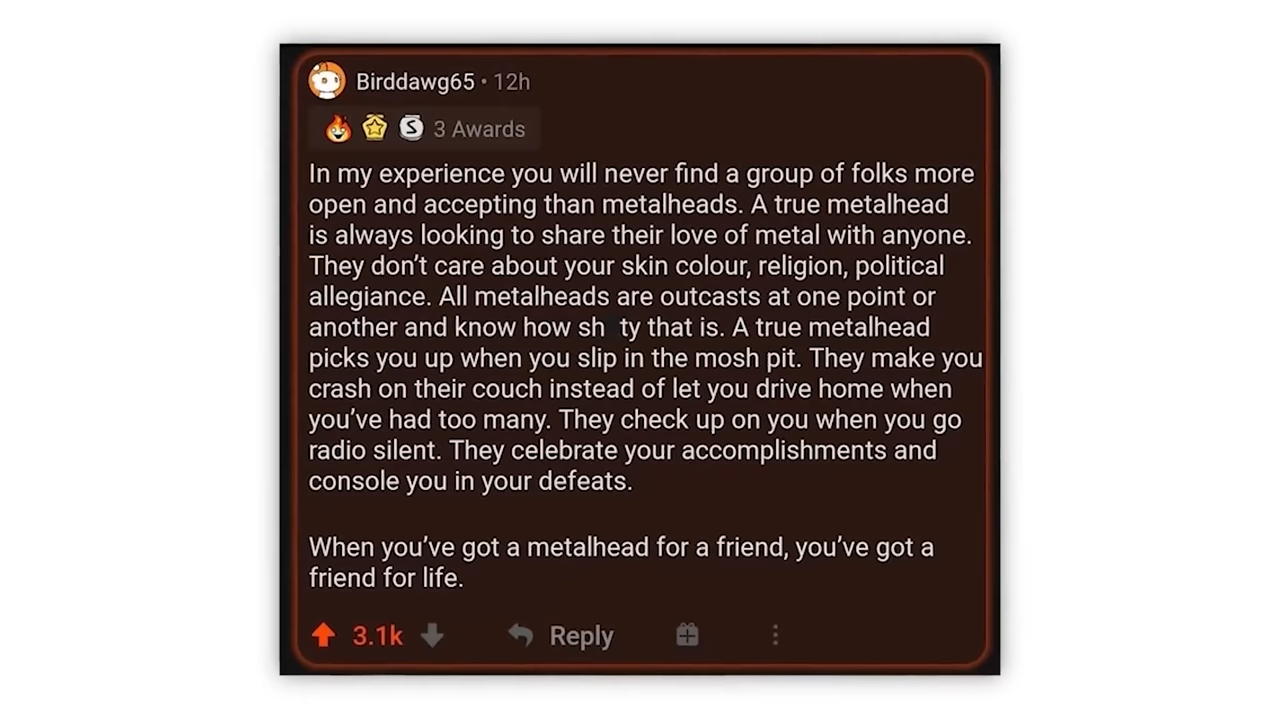 Birddawg65 • 12h
3 Awards
In my experience you will never find a group of folks more
open and accepting than metalheads. A true metalhead
is always looking to share their love of metal with anyone.
They don't care about your skin colour, religion, political
allegiance. All metalheads are outcasts at one point or
another and know how sh ty that is. A true metalhead
picks you up when you slip in the mosh pit. They make you
crash on their couch instead of let you drive home when
you've had too many. They check up on you when you go
radio silent. They celebrate your accomplishments and
console you in your defeats.
When you've got a metalhead for a friend, you've got a
friend for life.
3.1k Reply